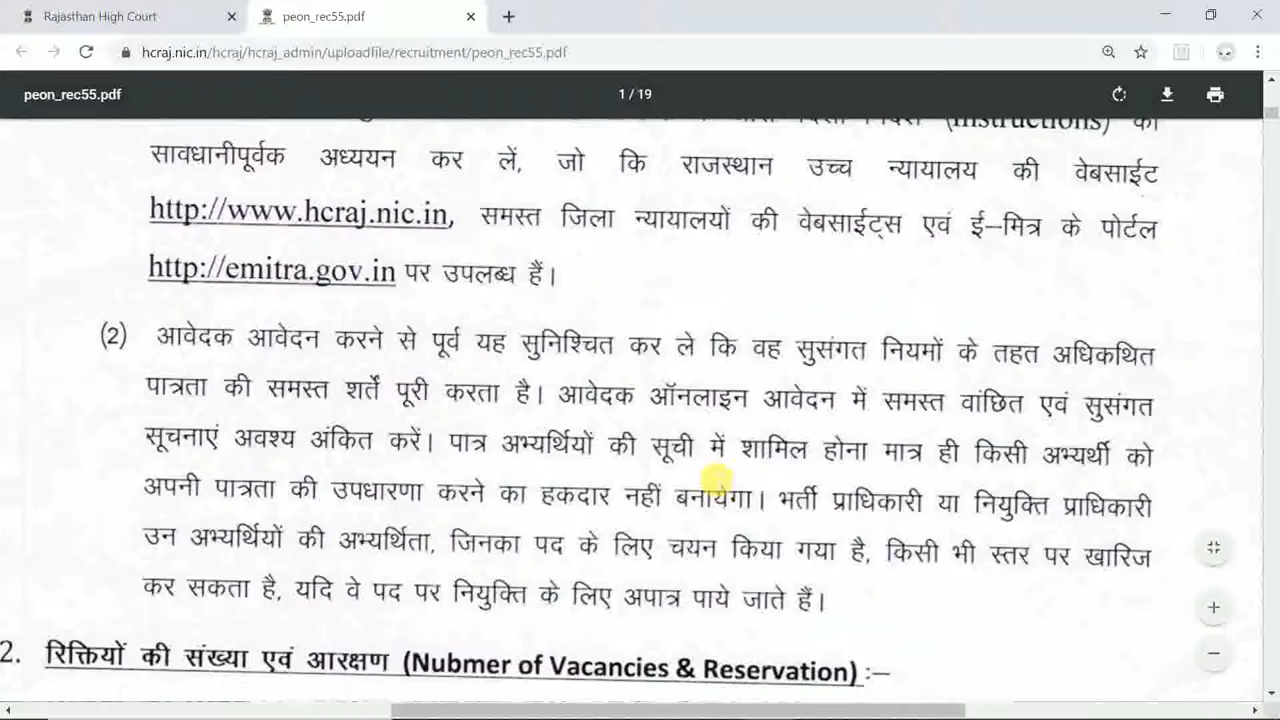 Rajasthan High Court
peon_rec55.pdf
hcraj.nic.in/hcraj/hcraj_admin/uploadfile/recruitment/peon_rec55.pdf
peon_rec55.pdf
1 / 19
(Instructions) का
सावधानीपूर्वक अध्ययन कर लें, जो कि राजस्थान उच्च न्यायालय की वेबसाईट
http://www.hcraj.nic.in, समस्त जिला न्यायालयों की वेबसाईट्स एवं ई–मित्र के पोर्टल
http://emitra.gov.in पर उपलब्ध हैं।
(2) आवेदक आवेदन करने से पूर्व यह सुनिश्चित कर ले कि वह सुसंगत नियमों के तहत अधिकथित
पात्रता की समस्त शर्तें पूरी करता है। आवेदक ऑनलाइन आवेदन में समस्त वांछित एवं सुसंगत
सूचनाएं अवश्य अंकित करें। पात्र अभ्यर्थियों की सूची में शामिल होना मात्र ही किसी अभ्यर्थी को
अपनी पात्रता की उपधारणा करने का हकदार नहीं बनायेगा। भर्ती प्राधिकारी या नियुक्ति प्राधिकारी
उन अभ्यर्थियों की अभ्यर्थिता, जिनका पद के लिए चयन किया गया है, किसी भी स्तर पर खारिज
कर सकता है, यदि वे पद पर नियुक्ति के लिए अपात्र पाये जाते हैं।
2. रिक्तियों की संख्या एवं आरक्षण (Nubmer of Vacancies & Reservation) :–